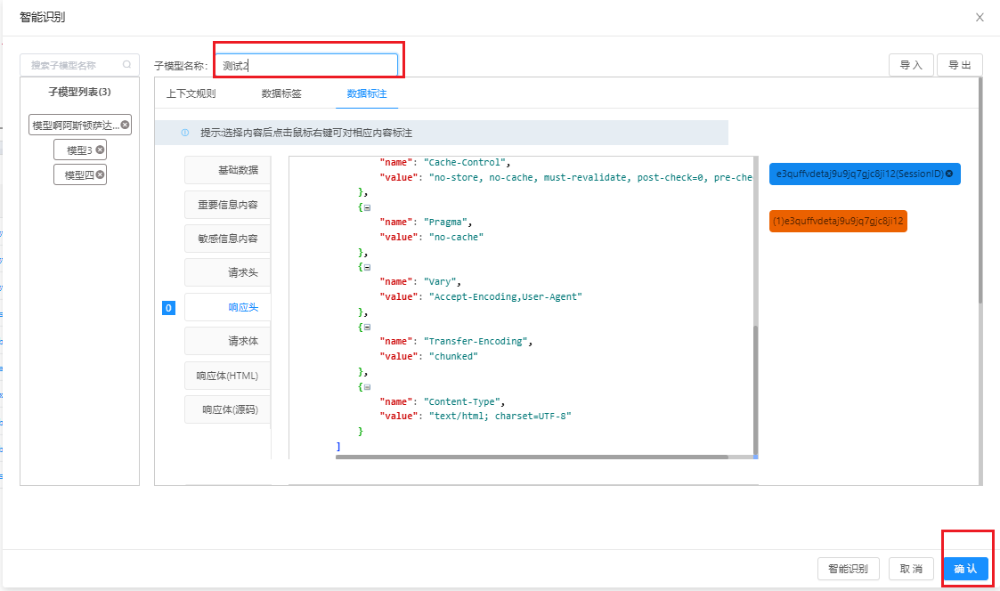 智能识别
搜索子模型名称
子模型名称:
测试2
导 入
导 出
子模型列表(3)
模型啊阿斯顿萨达...
模型3
模型四
上下文规则
数据标签
数据标注
提示:选择内容后点击鼠标右键可对相应内容标注
基础数据
重要信息内容
敏感信息内容
请求头
0
响应头
请求体
响应体(HTML)
响应体(源码)
"name": "Cache-Control",
"value": "no-store, no-cache, must-revalidate, post-check=0, pre-che
},
{
"name": "Pragma",
"value": "no-cache"
},
{
"name": "Vary",
"value": "Accept-Encoding,User-Agent"
},
{
"name": "Transfer-Encoding",
"value": "chunked"
},
{
"name": "Content-Type",
"value": "text/html; charset=UTF-8"
}
]
e3quffvdetaj9u9jq7gjc8ji12(SessionID)
(1)e3quffvdetaj9u9jq7gjc8ji12
智能识别
取 消
确 认